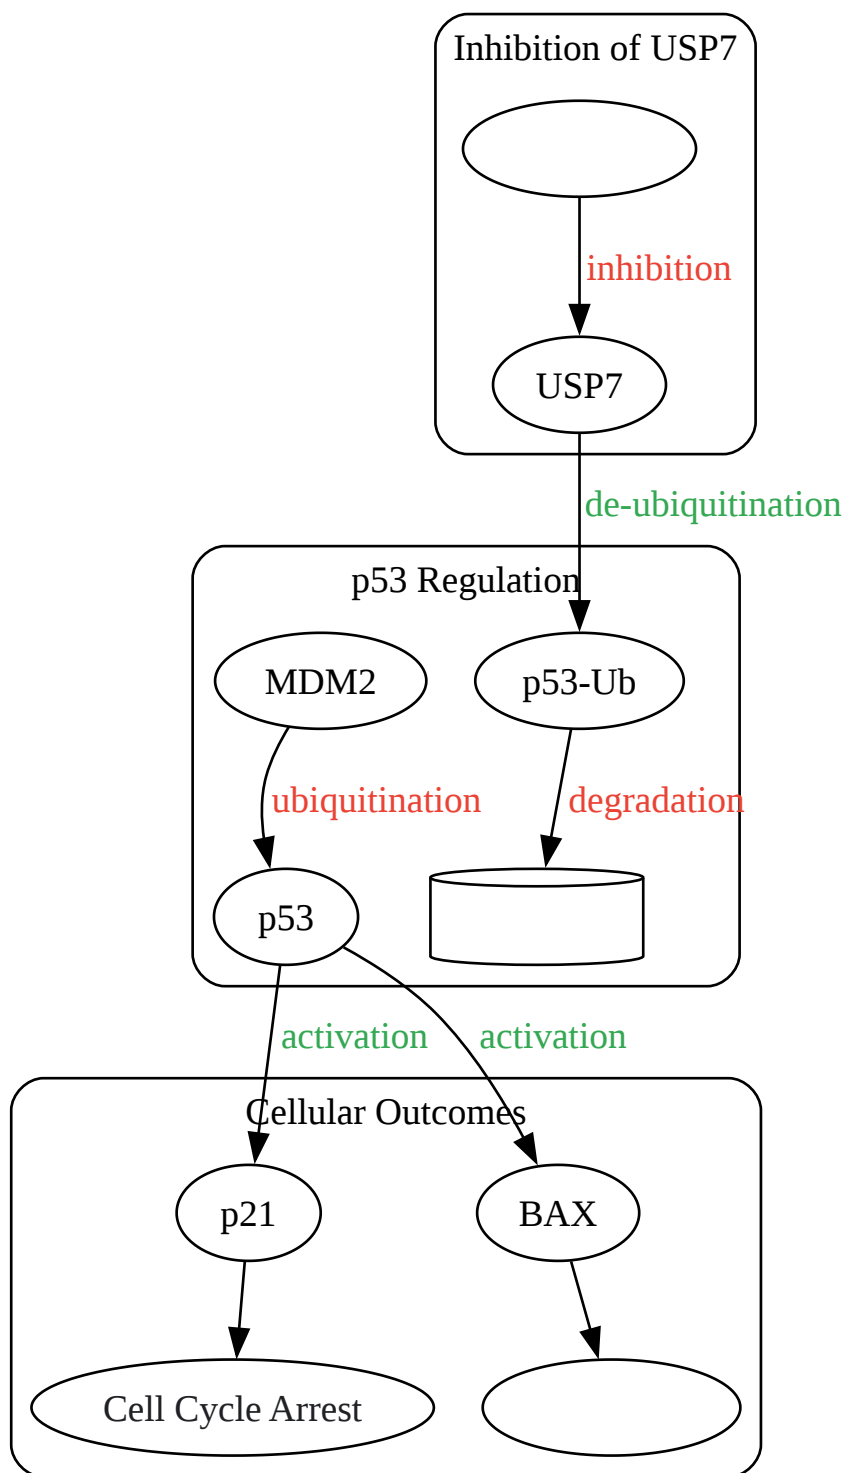 Inhibition of USP7
inhibition
USP7
de-ubiquitination
p53 Regulation
MDM2
p53-Ub
ubiquitination
degradation
p53
activation
activation
Cellular Outcomes
p21
BAX
Cell Cycle Arrest